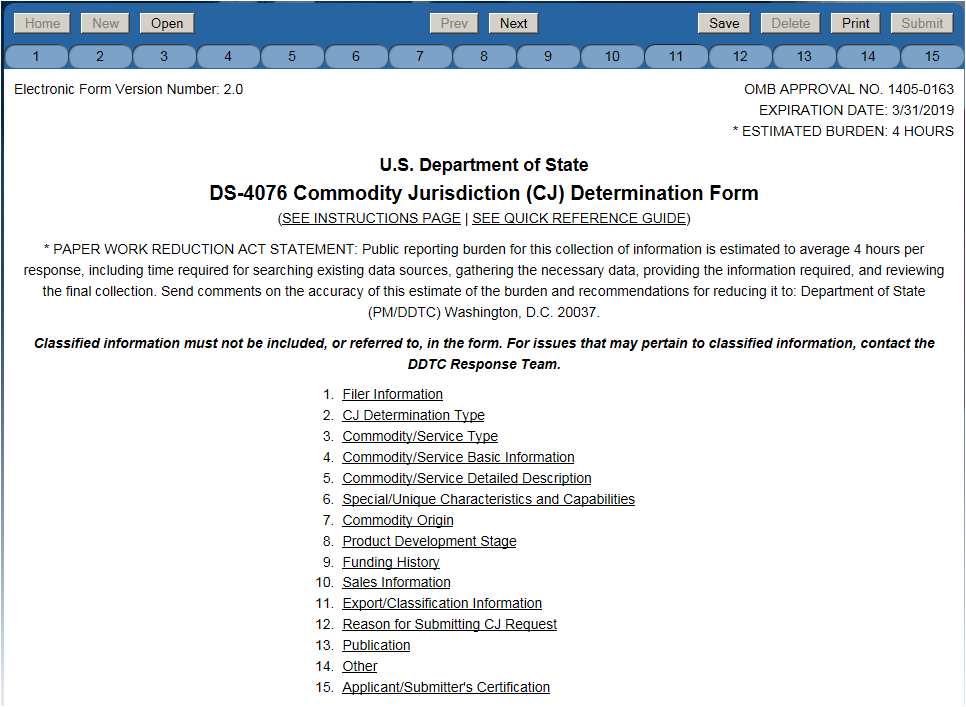 Home New Open Prev Next Save Delete Print Submit
1 2 3 4 5 6 7 8 9 10 11 12 13 14 15
Electronic Form Version Number: 2.0
OMB APPROVAL NO. 1405-0163
EXPIRATION DATE: 3/31/2019
* ESTIMATED BURDEN: 4 HOURS
U.S. Department of State
DS-4076 Commodity Jurisdiction (CJ) Determination Form
(SEE INSTRUCTIONS PAGE | SEE QUICK REFERENCE GUIDE)
* PAPER WORK REDUCTION ACT STATEMENT: Public reporting burden for this collection of information is estimated to average 4 hours per
response, including time required for searching existing data sources, gathering the necessary data, providing the information required, and reviewing
the final collection. Send comments on the accuracy of this estimate of the burden and recommendations for reducing it to: Department of State
(PM/DDTC) Washington, D.C. 20037.
Classified information must not be included, or referred to, in the form. For issues that may pertain to classified information, contact the
DDTC Response Team.
1. Filer Information
2. CJ Determination Type
3. Commodity/Service Type
4. Commodity/Service Basic Information
5. Commodity/Service Detailed Description
6. Special/Unique Characteristics and Capabilities
7. Commodity Origin
8. Product Development Stage
9. Funding History
10. Sales Information
11. Export/Classification Information
12. Reason for Submitting CJ Request
13. Publication
14. Other
15. Applicant/Submitter's Certification